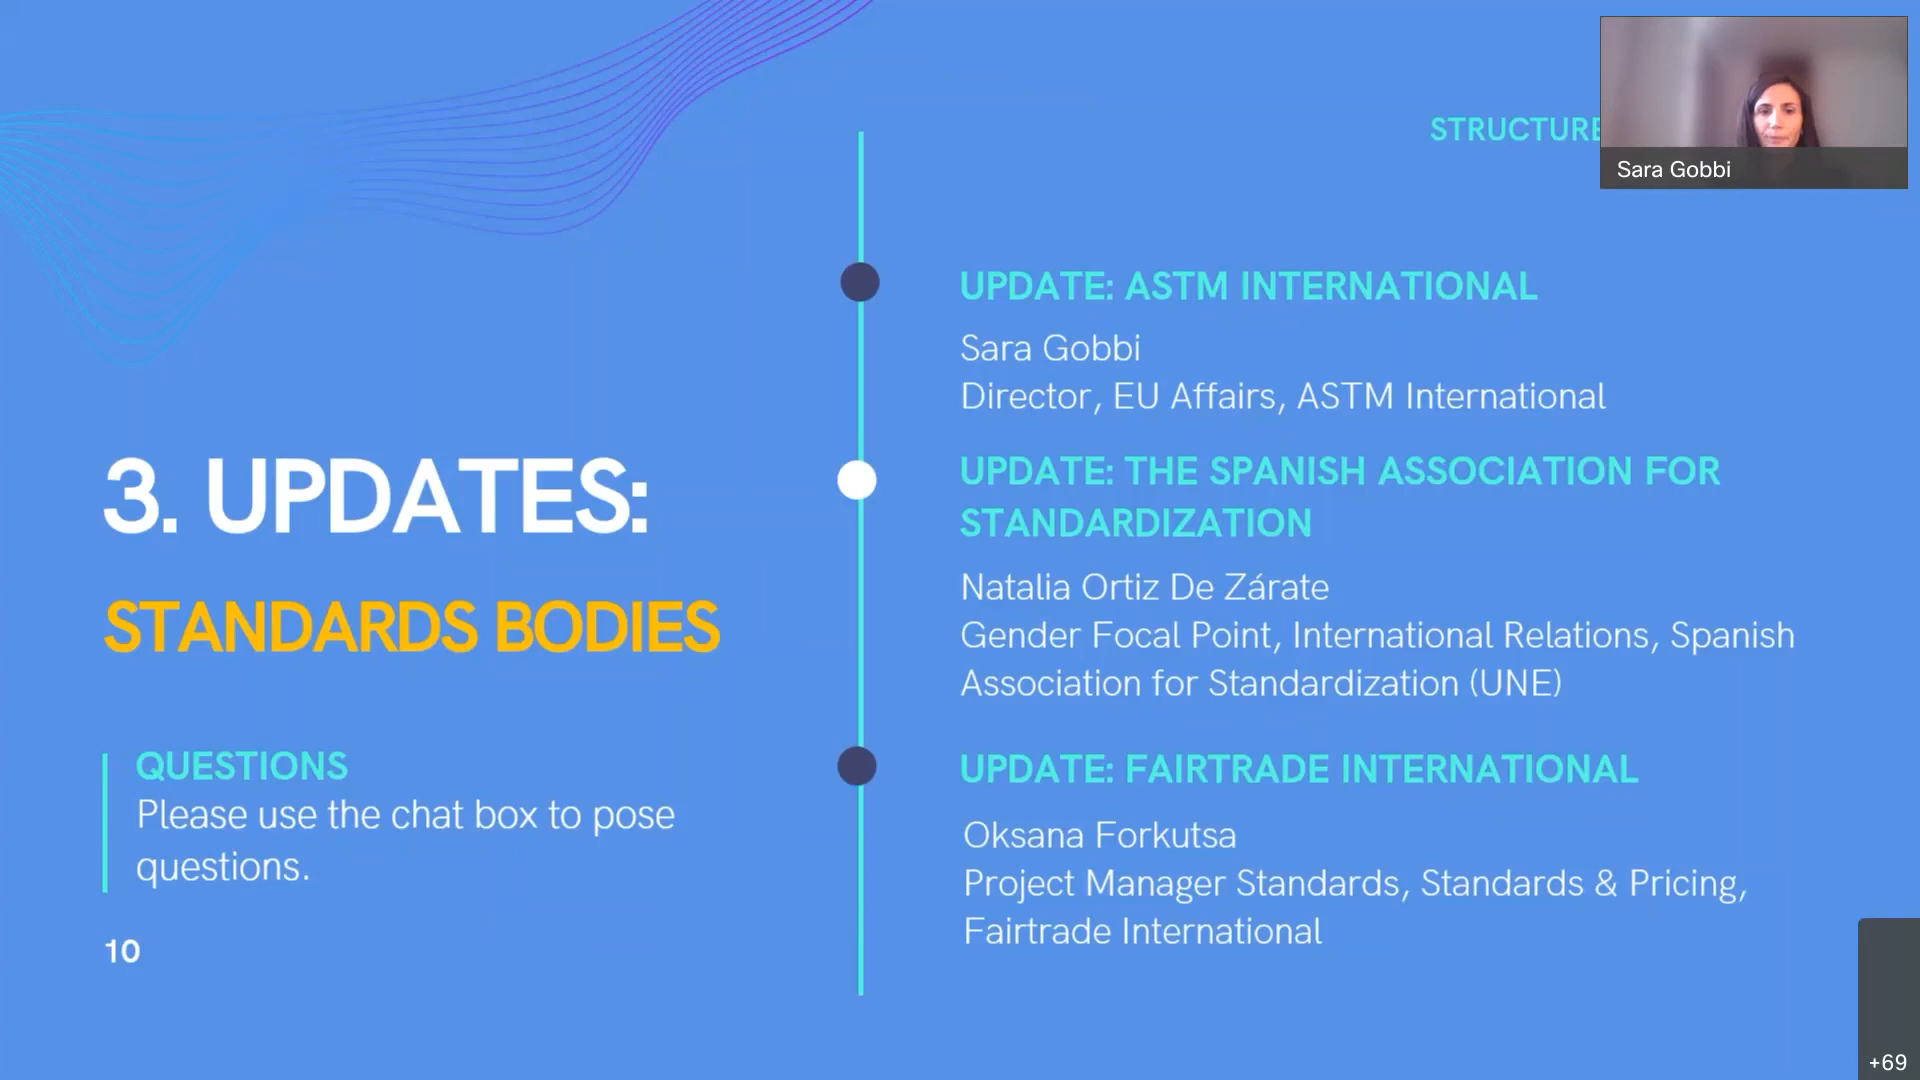 STRUCTURE
Sara Gobbi
UPDATE: ASTM INTERNATIONAL
Sara Gobbi
Director, EU Affairs, ASTM International
3. UPDATES:
STANDARDS BODIES
UPDATE: THE SPANISH ASSOCIATION FOR
STANDARDIZATION
Natalia Ortiz De Zárate
Gender Focal Point, International Relations, Spanish
Association for Standardization (UNE)
QUESTIONS
Please use the chat box to pose
questions.
UPDATE: FAIRTRADE INTERNATIONAL
Oksana Forkutsa
Project Manager Standards, Standards & Pricing,
Fairtrade International
10
+69